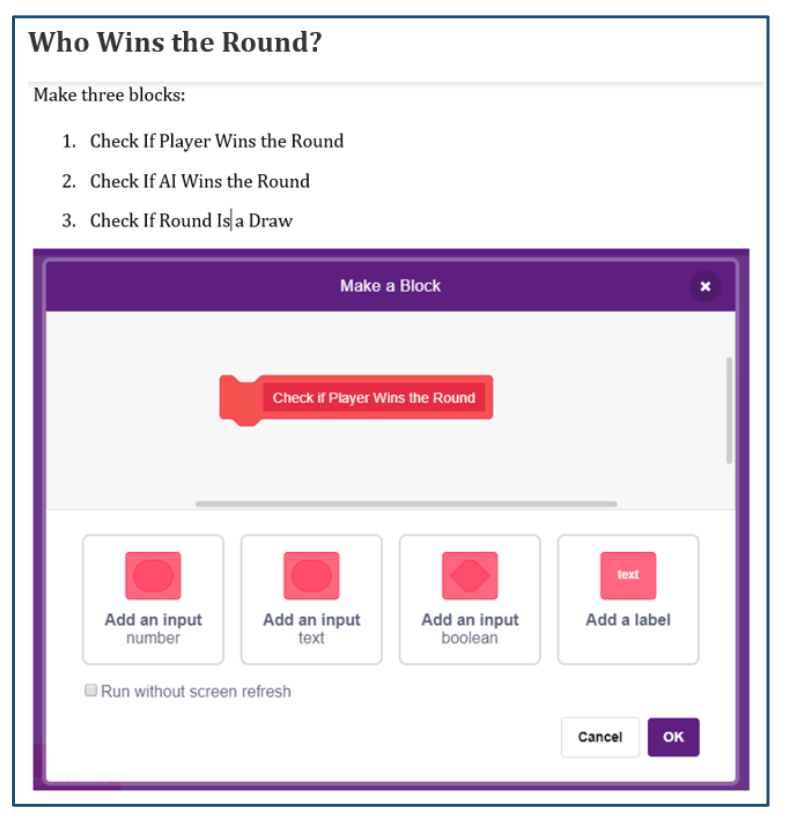 Who Wins the Round?
Make three blocks:
1. Check If Player Wins the Round
2. Check If AI Wins the Round
3. Check If Round Is a Draw
Make a Block
Check if Player Wins the Round
Add an input
number
Add an input
text
Add an input
boolean
text
Add a label
Run without screen refresh
Cancel
OK